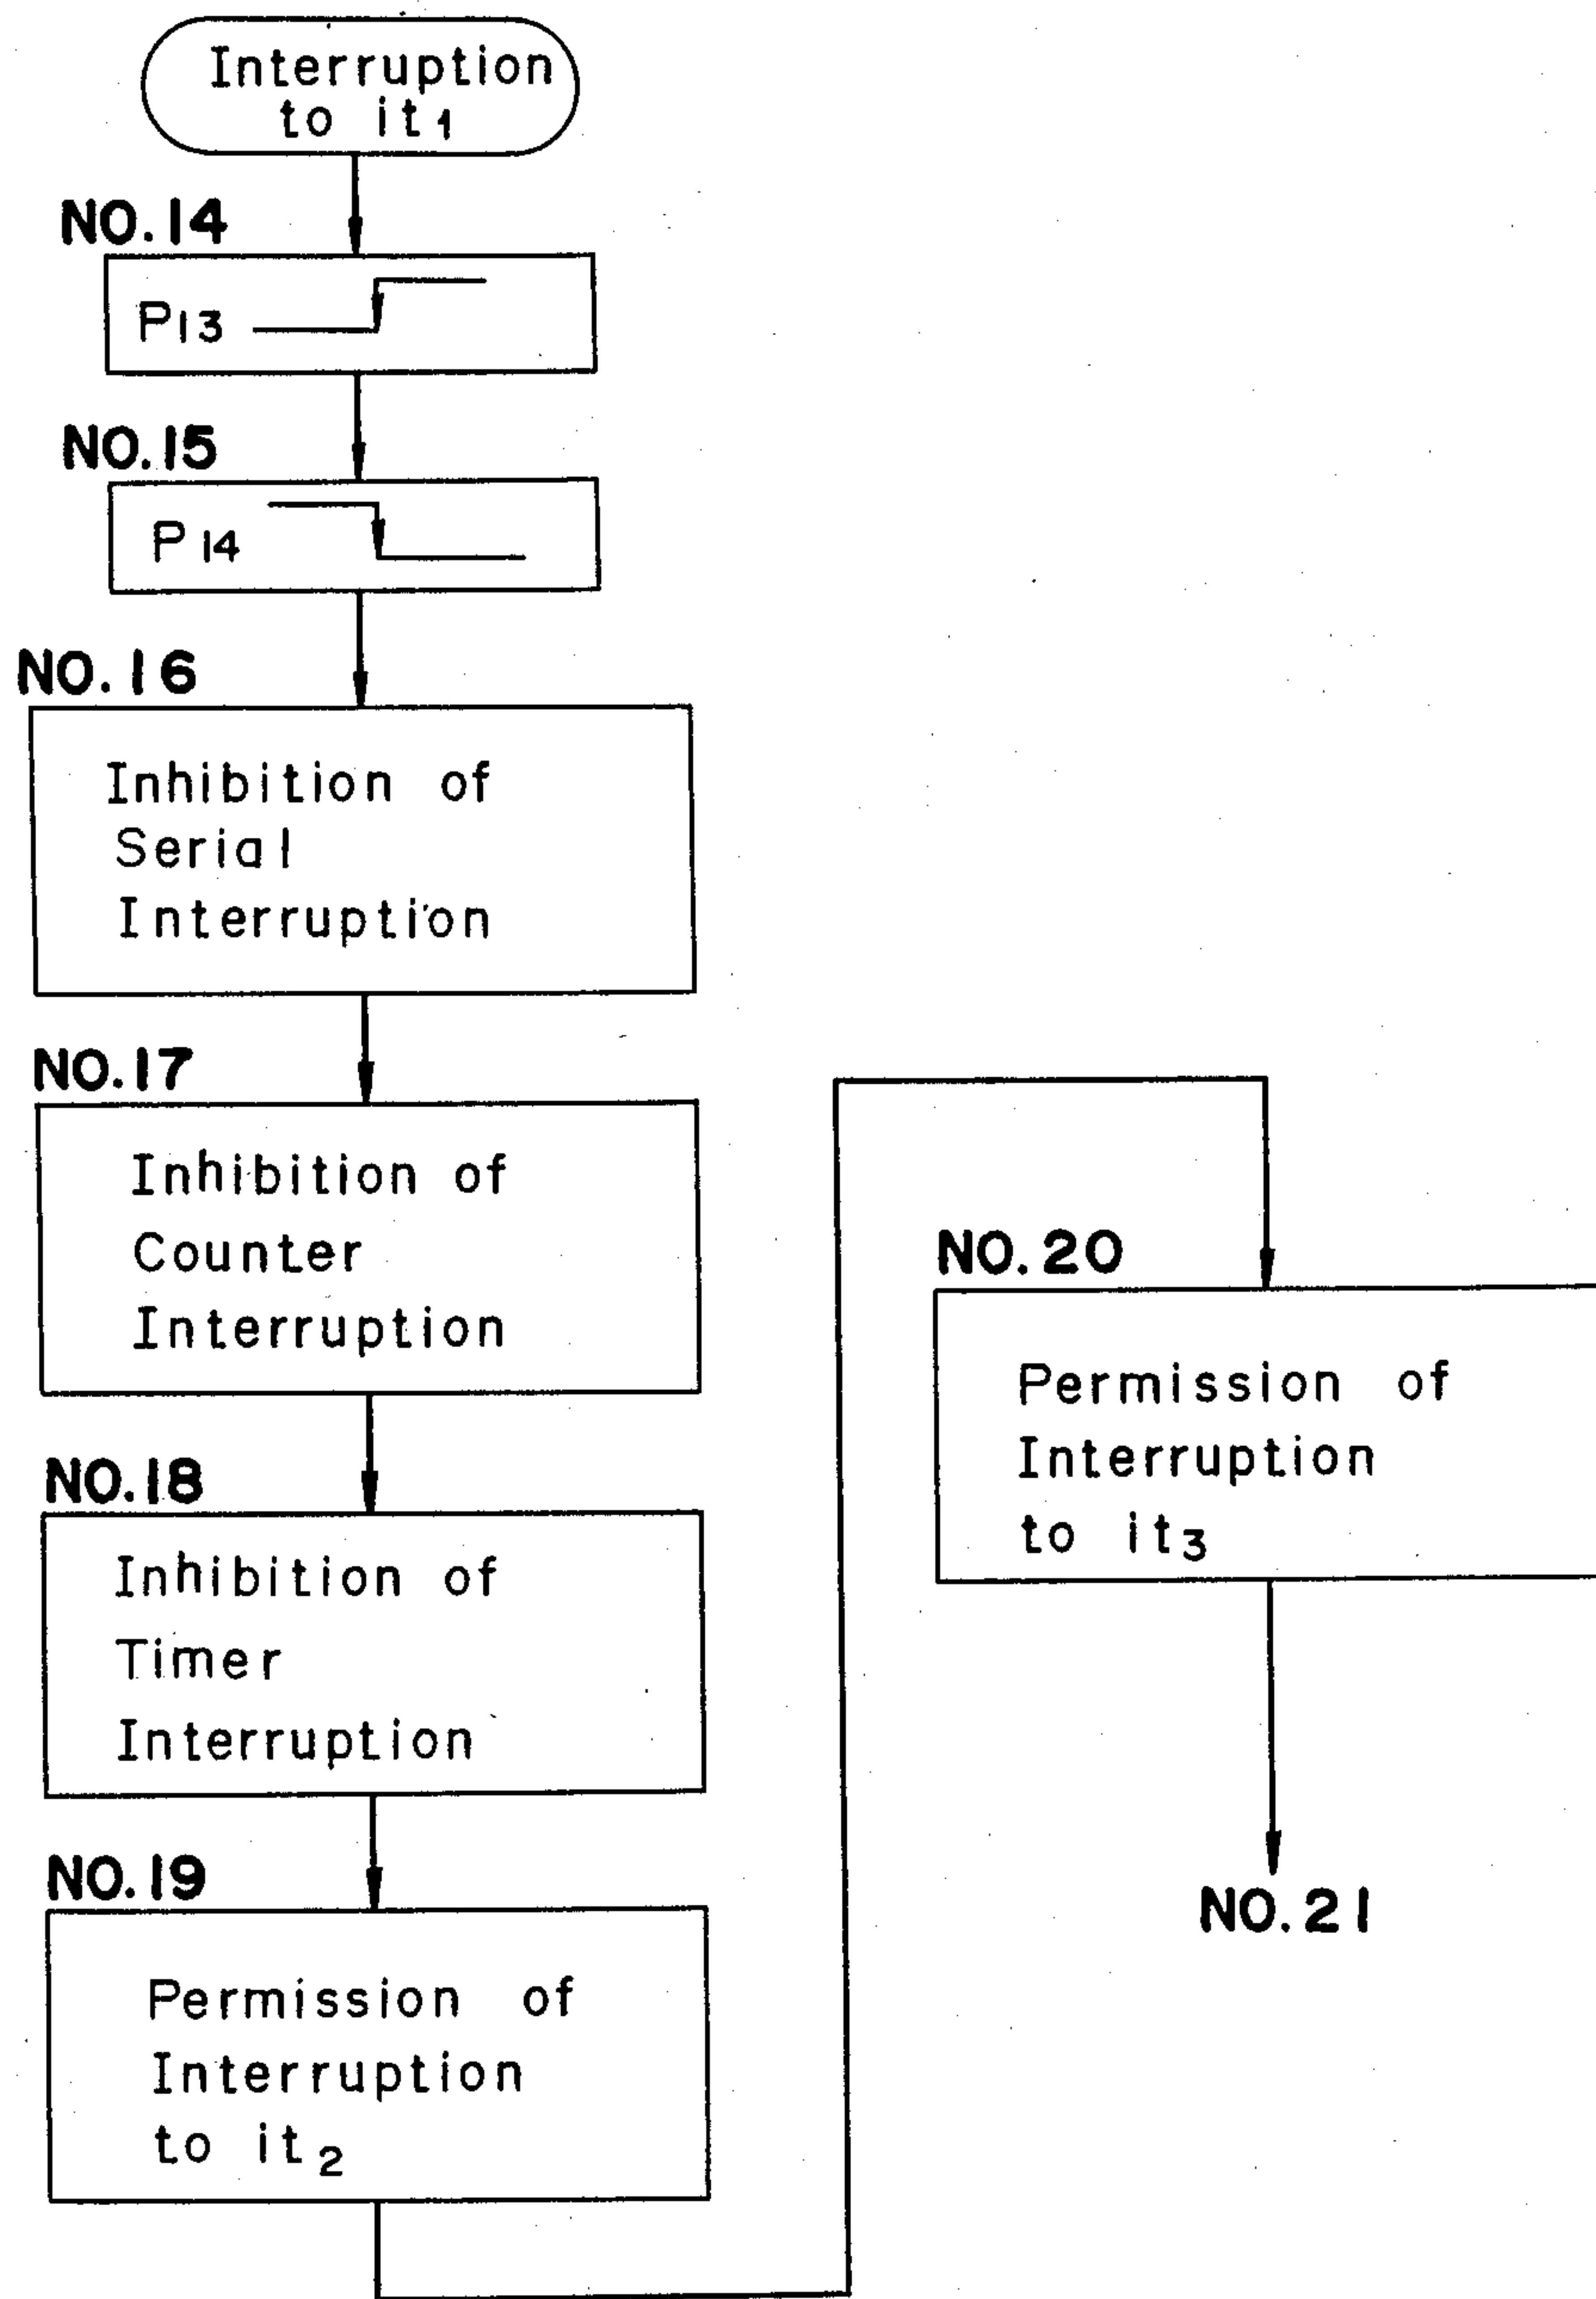 Interruption
to it₁
NO.14
P₁₃
NO.15
P₁₄
NO.16
Inhibition of
Serial
Interruption
NO.17
Inhibition of
Counter
Interruption
NO.18
Inhibition of
Timer
Interruption
NO.19
Permission of
Interruption
to it₂
NO.20
Permission of
Interruption
to it₃
NO.21